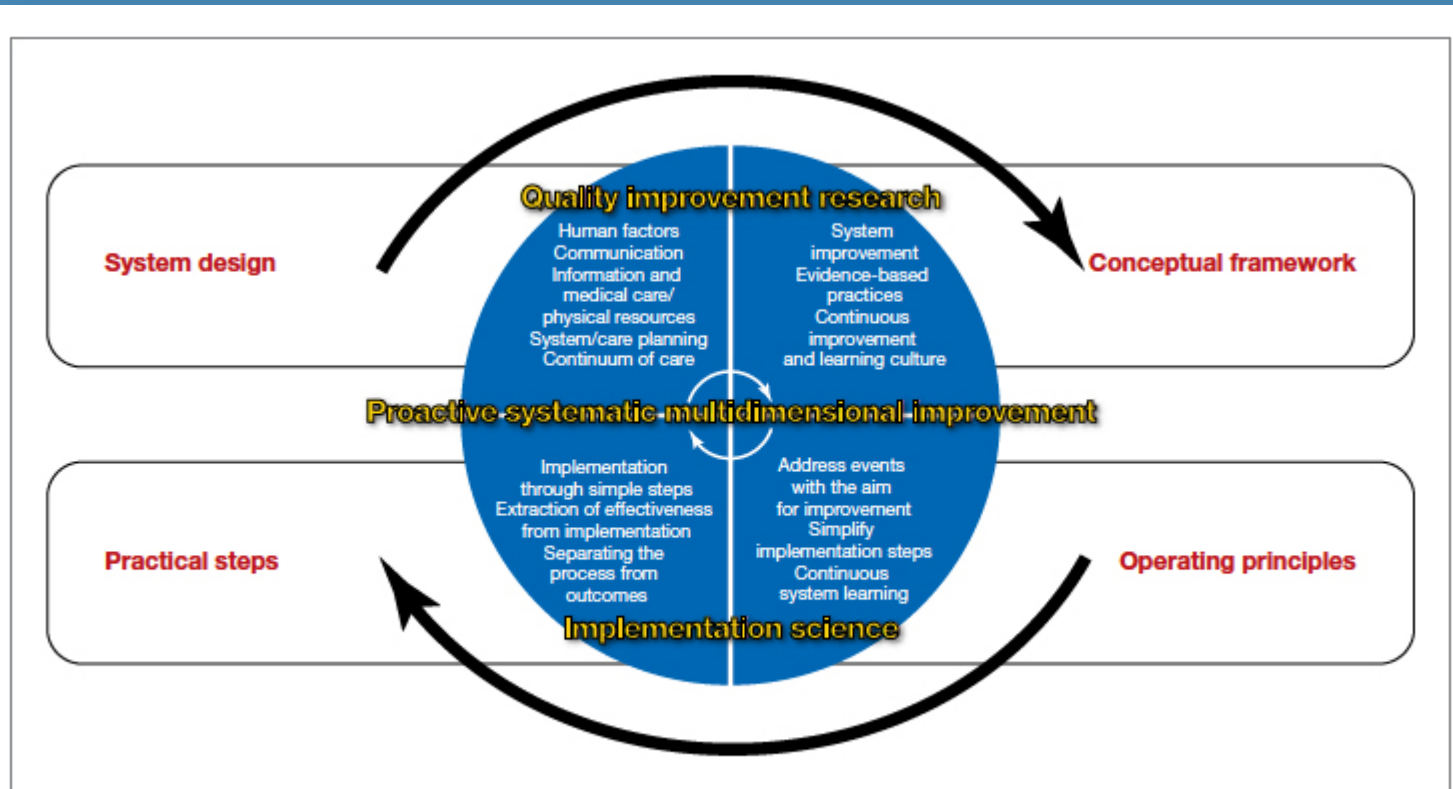 Quality improvement research
System design
Human factors
Communication
Information and
medical care/
physical resources
System/care planning
Continuum of care
System
improvement
Evidence-based
practices
Continuous
improvement
and learning culture
Conceptual framework
Proactive systematic multidimensional improvement
Practical steps
Implementation
through simple steps
Extraction of effectiveness
from implementation
Separating the
process from
outcomes
Address events
with the aim
for improvement
Simplify
implementation steps
Continuous
system learning
Operating principles
Implementation science